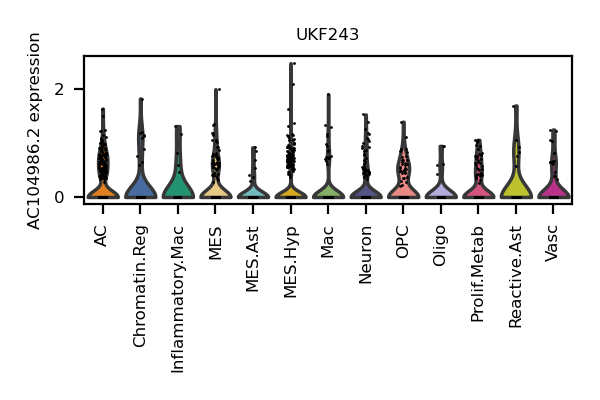 UKF243
AC104986.2 expression
2
0
AC
Chromatin.Reg
Inflammatory.Mac
MES
MES.Ast
MES.Hyp
Mac
Neuron
OPC
Oligo
Prolif.Metab
Reactive.Ast
Vasc